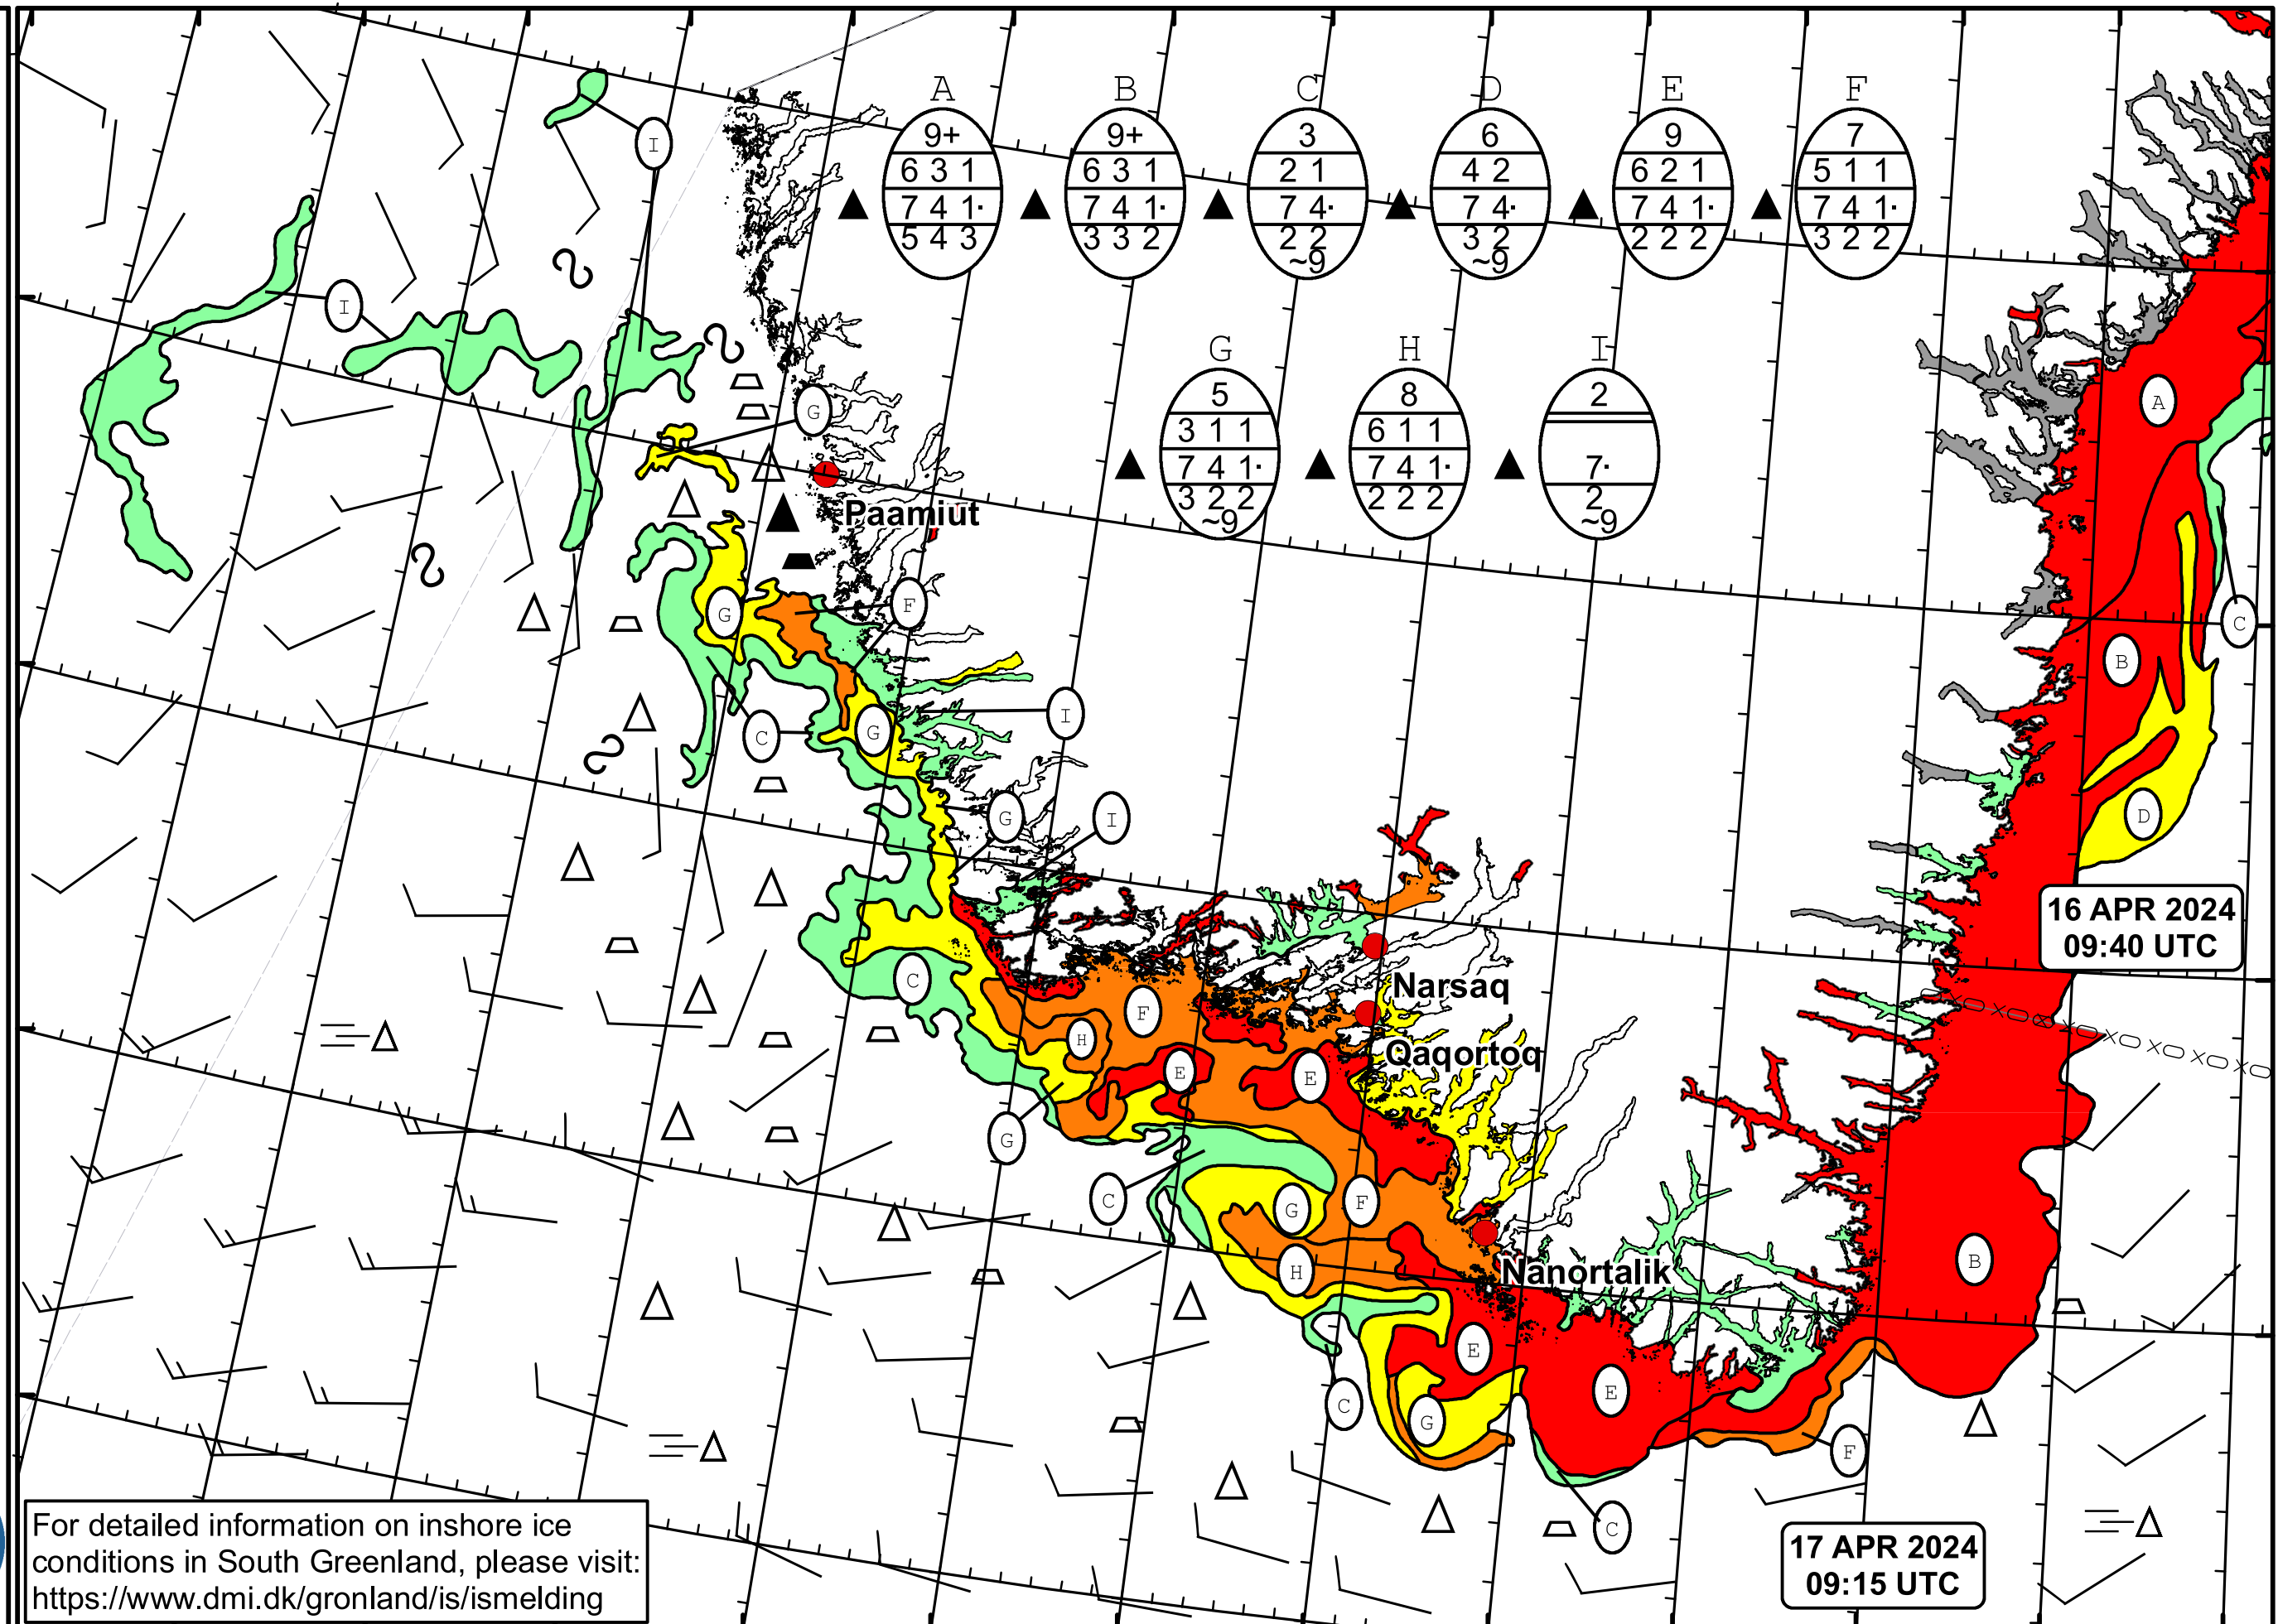 A B C D E F
9+ 9+ 3 6 9 7
6 3 1 6 3 1 2 1 4 2 6 2 1 5 1 1
7 4 1· 7 4 1· 7 4· 7 4· 7 4 1· 7 4 1·
5 4 3 3 3 2 2 2 3 2 2 2 2 3 2 2
~9 ~9
G H I
5 8 2
3 1 1 6 1 1
7 4 1· 7 4 1· 7·
3 2 2 2 2 2 2
~9 ~9
I
I
A
G
Paamiut
F
G
C
B
I
G
C
G
I
D
16 APR 2024
09:40 UTC
C
Narsaq
F
H
Qaqortoq
E
E
G
C
F
G
B
H
Nanortalik
E
E
C
G
F
C
For detailed information on inshore ice
conditions in South Greenland, please visit:
https://www.dmi.dk/gronland/is/ismelding
17 APR 2024
09:15 UTC